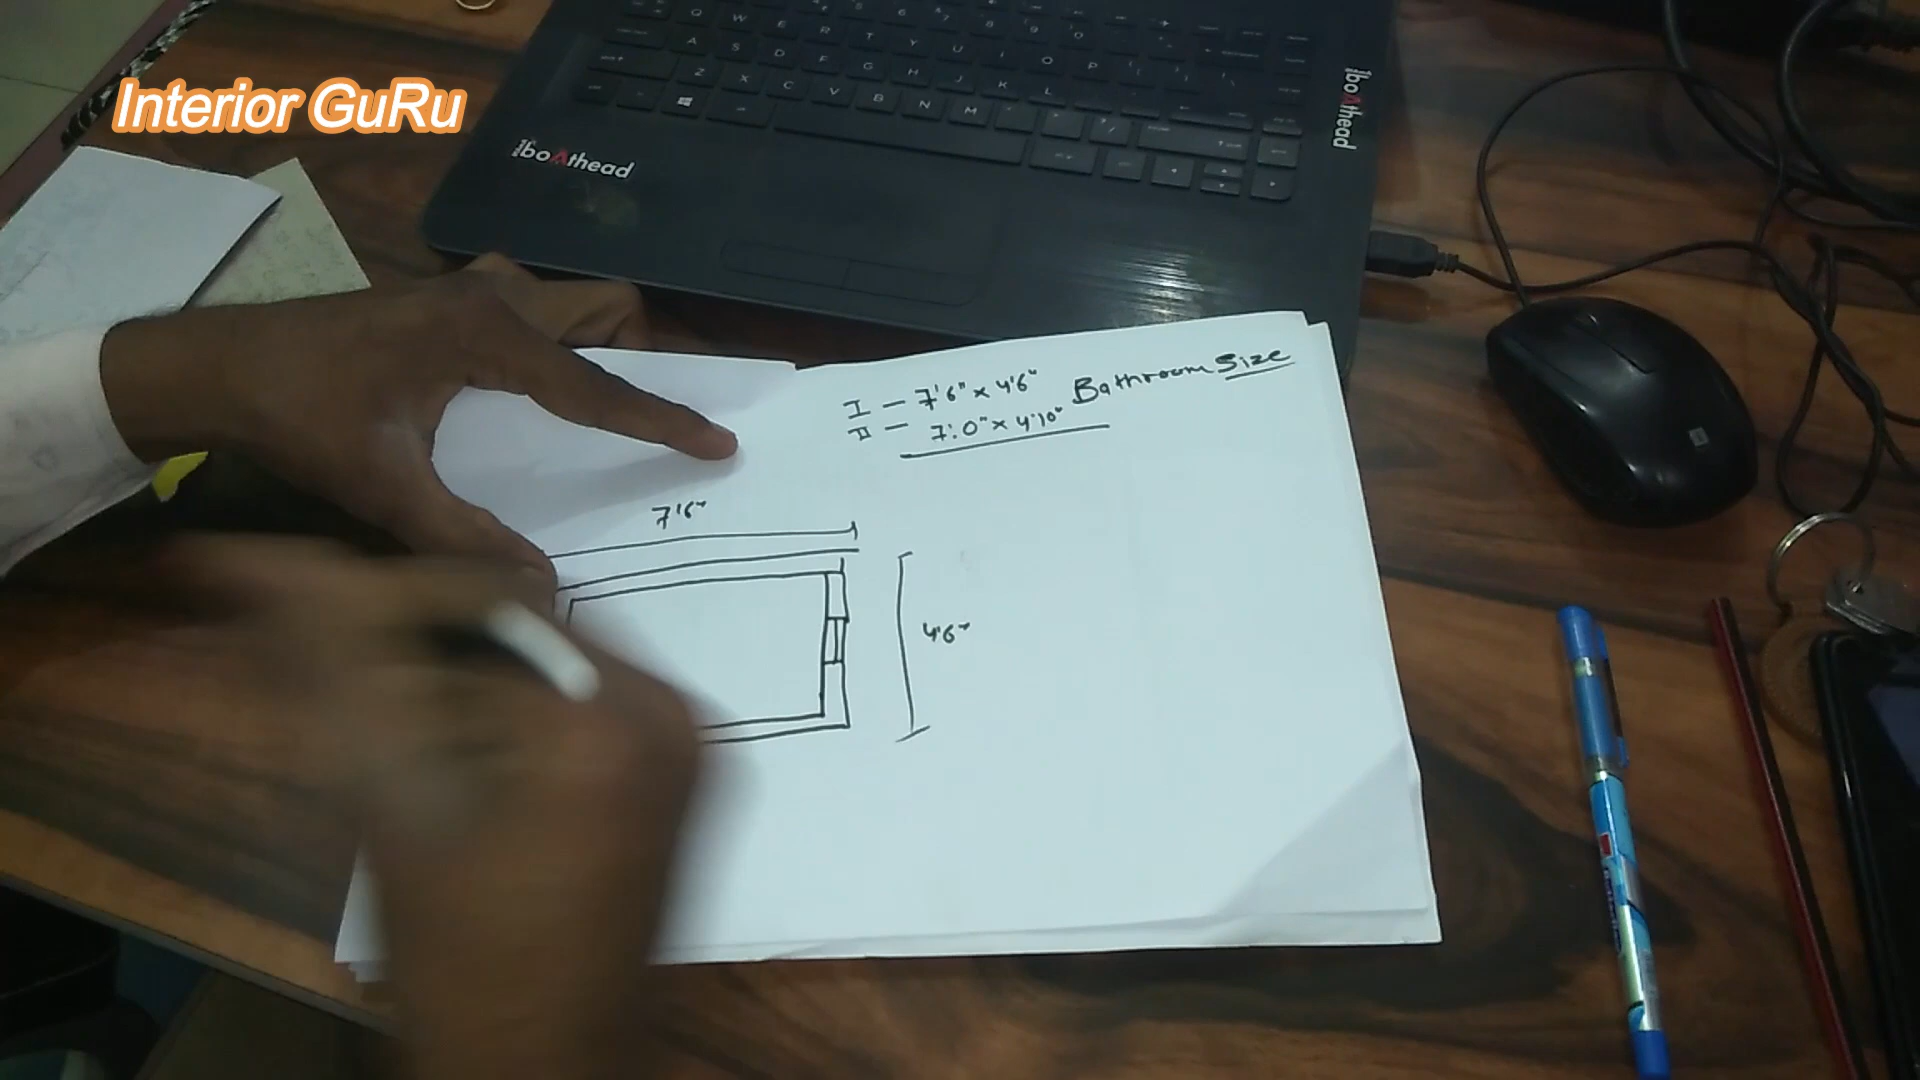 Interior GuRu
iboAthead
iboAthead
Q W E R T Y U I O P
A S D F G H J K L
Z X C V B N M
Bathroom Size
I - 7'6" x 4'6"
II - 7'.0" x 4'10"
7'6"
4'6"